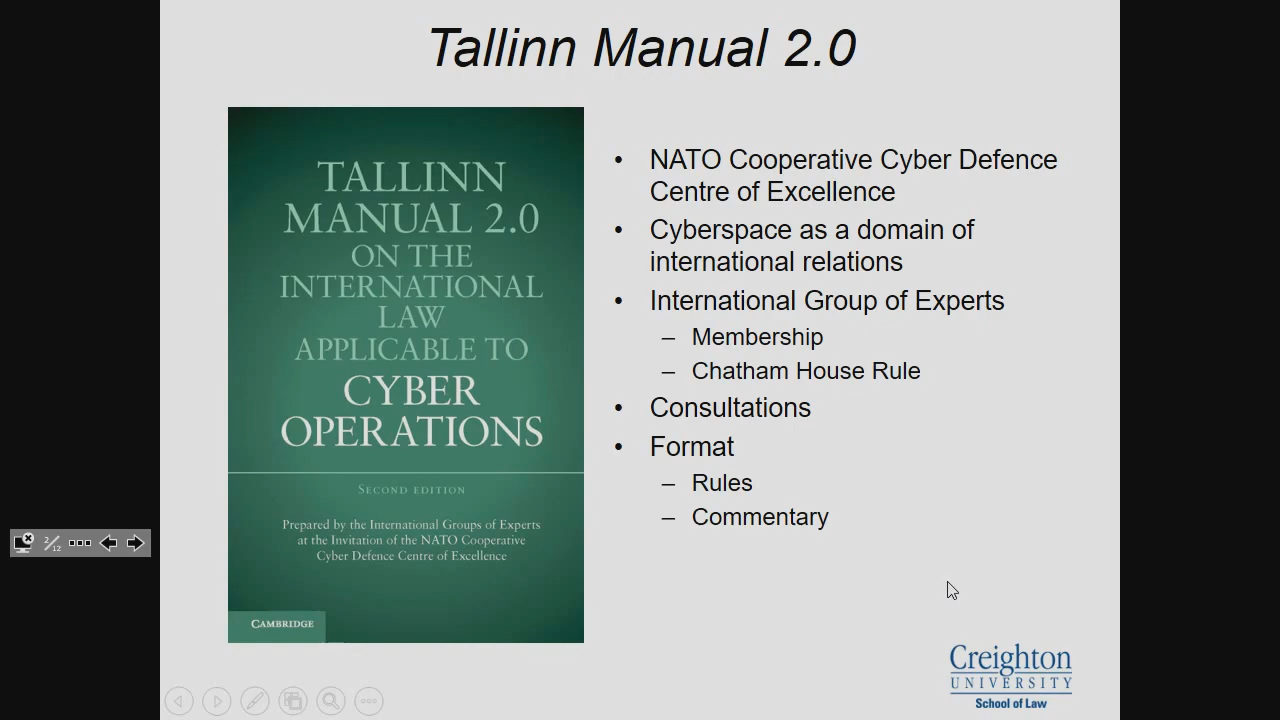 Tallinn Manual 2.0
TALLINN
MANUAL 2.0
ON THE
INTERNATIONAL
LAW
APPLICABLE TO
CYBER
OPERATIONS
SECOND EDITION
Prepared by the International Groups of Experts
at the Invitation of the NATO Cooperative
Cyber Defence Centre of Excellence
CAMBRIDGE
• NATO Cooperative Cyber Defence
Centre of Excellence
• Cyberspace as a domain of
international relations
• International Group of Experts
– Membership
– Chatham House Rule
• Consultations
• Format
– Rules
– Commentary
2/12
Creighton
UNIVERSITY
School of Law